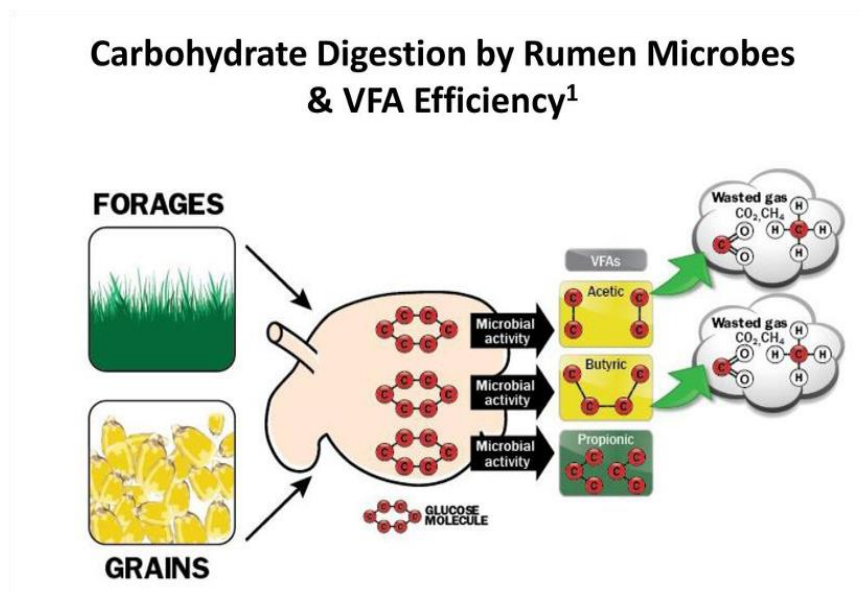 Carbohydrate Digestion by Rumen Microbes
& VFA Efficiency¹
FORAGES
GRAINS
C C
C C
C C
Microbial
activity
C C
C C
C C
Microbial
activity
C C
C C
C C
Microbial
activity
C C
C C
C C
GLUCOSE
MOLECULE
VFAs
Acetic
C C
C C
Butyric
C C
C C
Propionic
C C
C C
C C
Wasted gas
CO₂,CH₄
H
O H C H
C
O H
Wasted gas
CO₂,CH₄
H
O H C H
C
O H